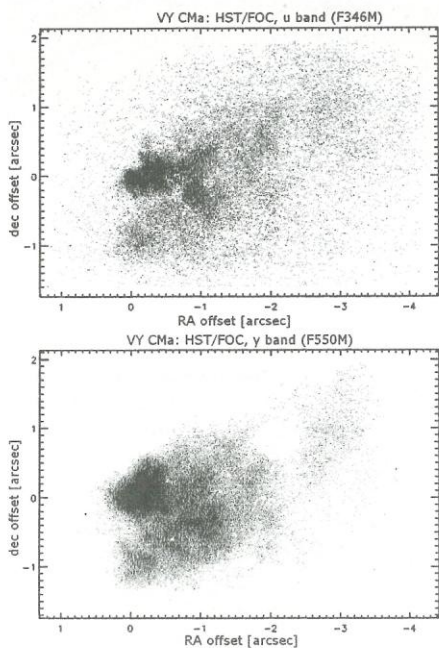 VY CMa: HST/FOC, u band (F346M)
2
1
0
-1
dec offset [arcsec]
1 0 -1 -2 -3 -4
RA offset [arcsec]
VY CMa: HST/FOC, y band (F550M)
2
1
0
-1
dec offset [arcsec]
1 0 -1 -2 -3 -4
RA offset [arcsec]